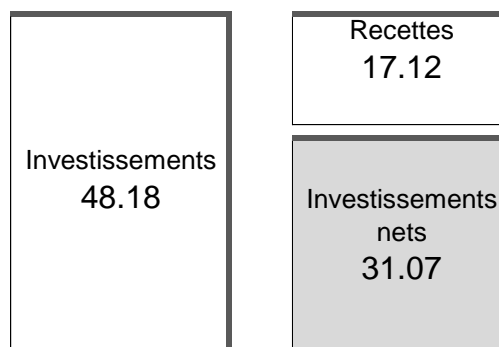 Investissements
48.18
Recettes
17.12
Investissements
nets
31.07